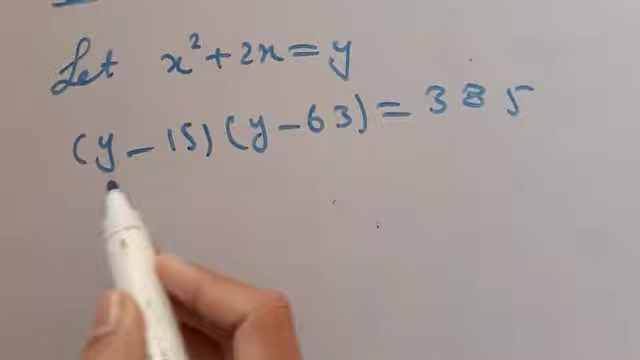 Let x² + 2x = y
(y - 15) (y - 63) = 385